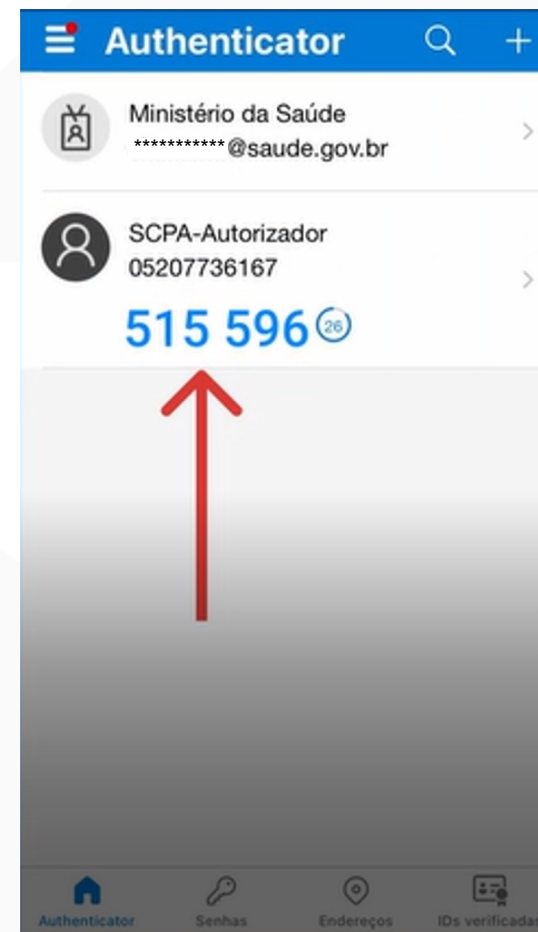 Authenticator
Ministério da Saúde
***********@saude.gov.br
SCPA-Autorizador
05207736167
515 596 26
Authenticator Senhas Endereços IDs verificadas